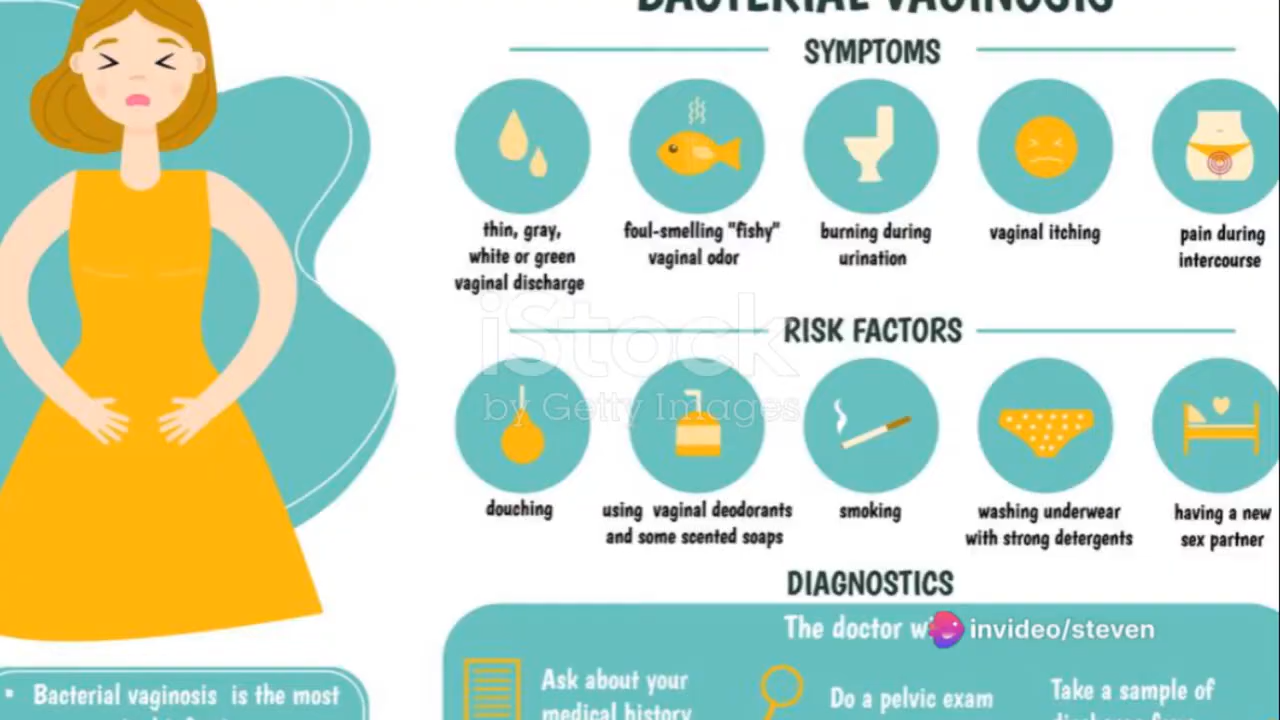 BACTERIAL VAGINOSIS
SYMPTOMS
thin, gray,
white or green
vaginal discharge
foul-smelling "fishy"
vaginal odor
burning during
urination
vaginal itching
pain during
intercourse
iStock
by Getty Images
RISK FACTORS
douching
using vaginal deodorants
and some scented soaps
smoking
washing underwear
with strong detergents
having a new
sex partner
DIAGNOSTICS
The doctor
invideo/steven
Ask about your
medical history
Do a pelvic exam
Take a sample of
• Bacterial vaginosis is the most